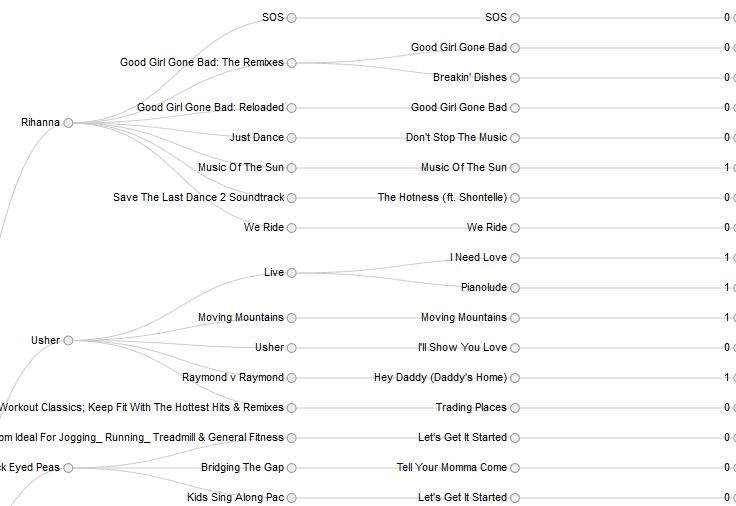 SOS SOS 0
Good Girl Gone Bad 0
Good Girl Gone Bad: The Remixes
Breakin' Dishes 0
Good Girl Gone Bad: Reloaded Good Girl Gone Bad 0
Rihanna
Just Dance Don't Stop The Music 0
Music Of The Sun Music Of The Sun 1
Save The Last Dance 2 Soundtrack The Hotness (ft. Shontelle) 0
We Ride We Ride 0
I Need Love 1
Live
Pianolude 1
Moving Mountains Moving Mountains 1
Usher
Usher I'll Show You Love 0
Raymond v Raymond Hey Daddy (Daddy's Home) 1
Workout Classics; Keep Fit With The Hottest Hits & Remixes Trading Places 0
om Ideal For Jogging_ Running_ Treadmill & General Fitness Let's Get It Started 0
k Eyed Peas Bridging The Gap Tell Your Momma Come 0
Kids Sing Along Pac Let's Get It Started 0